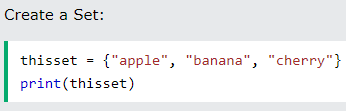 Create a Set:
thisset = {"apple", "banana", "cherry"}
print(thisset)